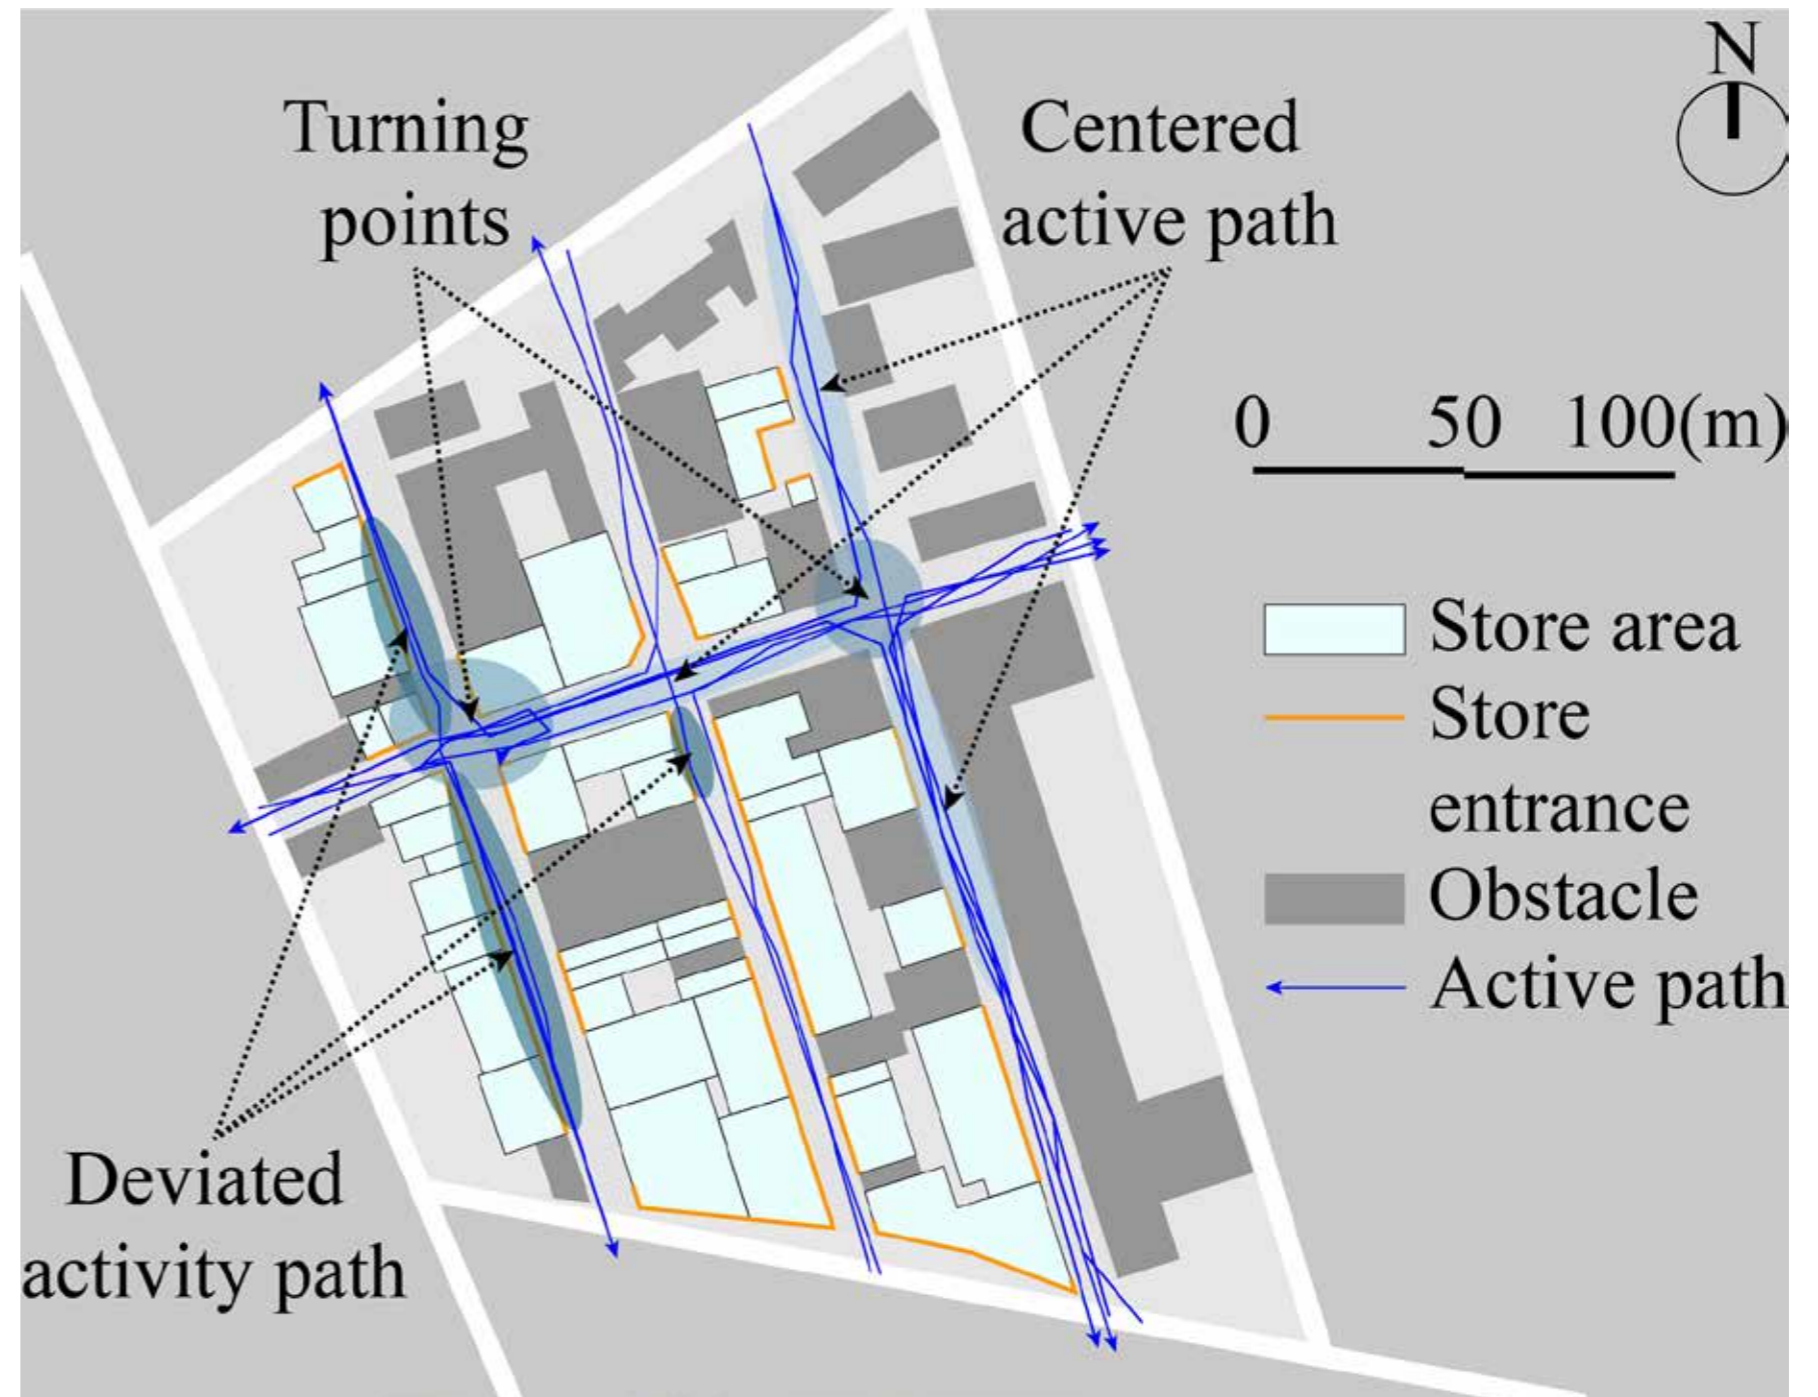 N
Turning
points
Centered
active path
0 50 100(m)
Store area
Store
entrance
Obstacle
Active path
Deviated
activity path